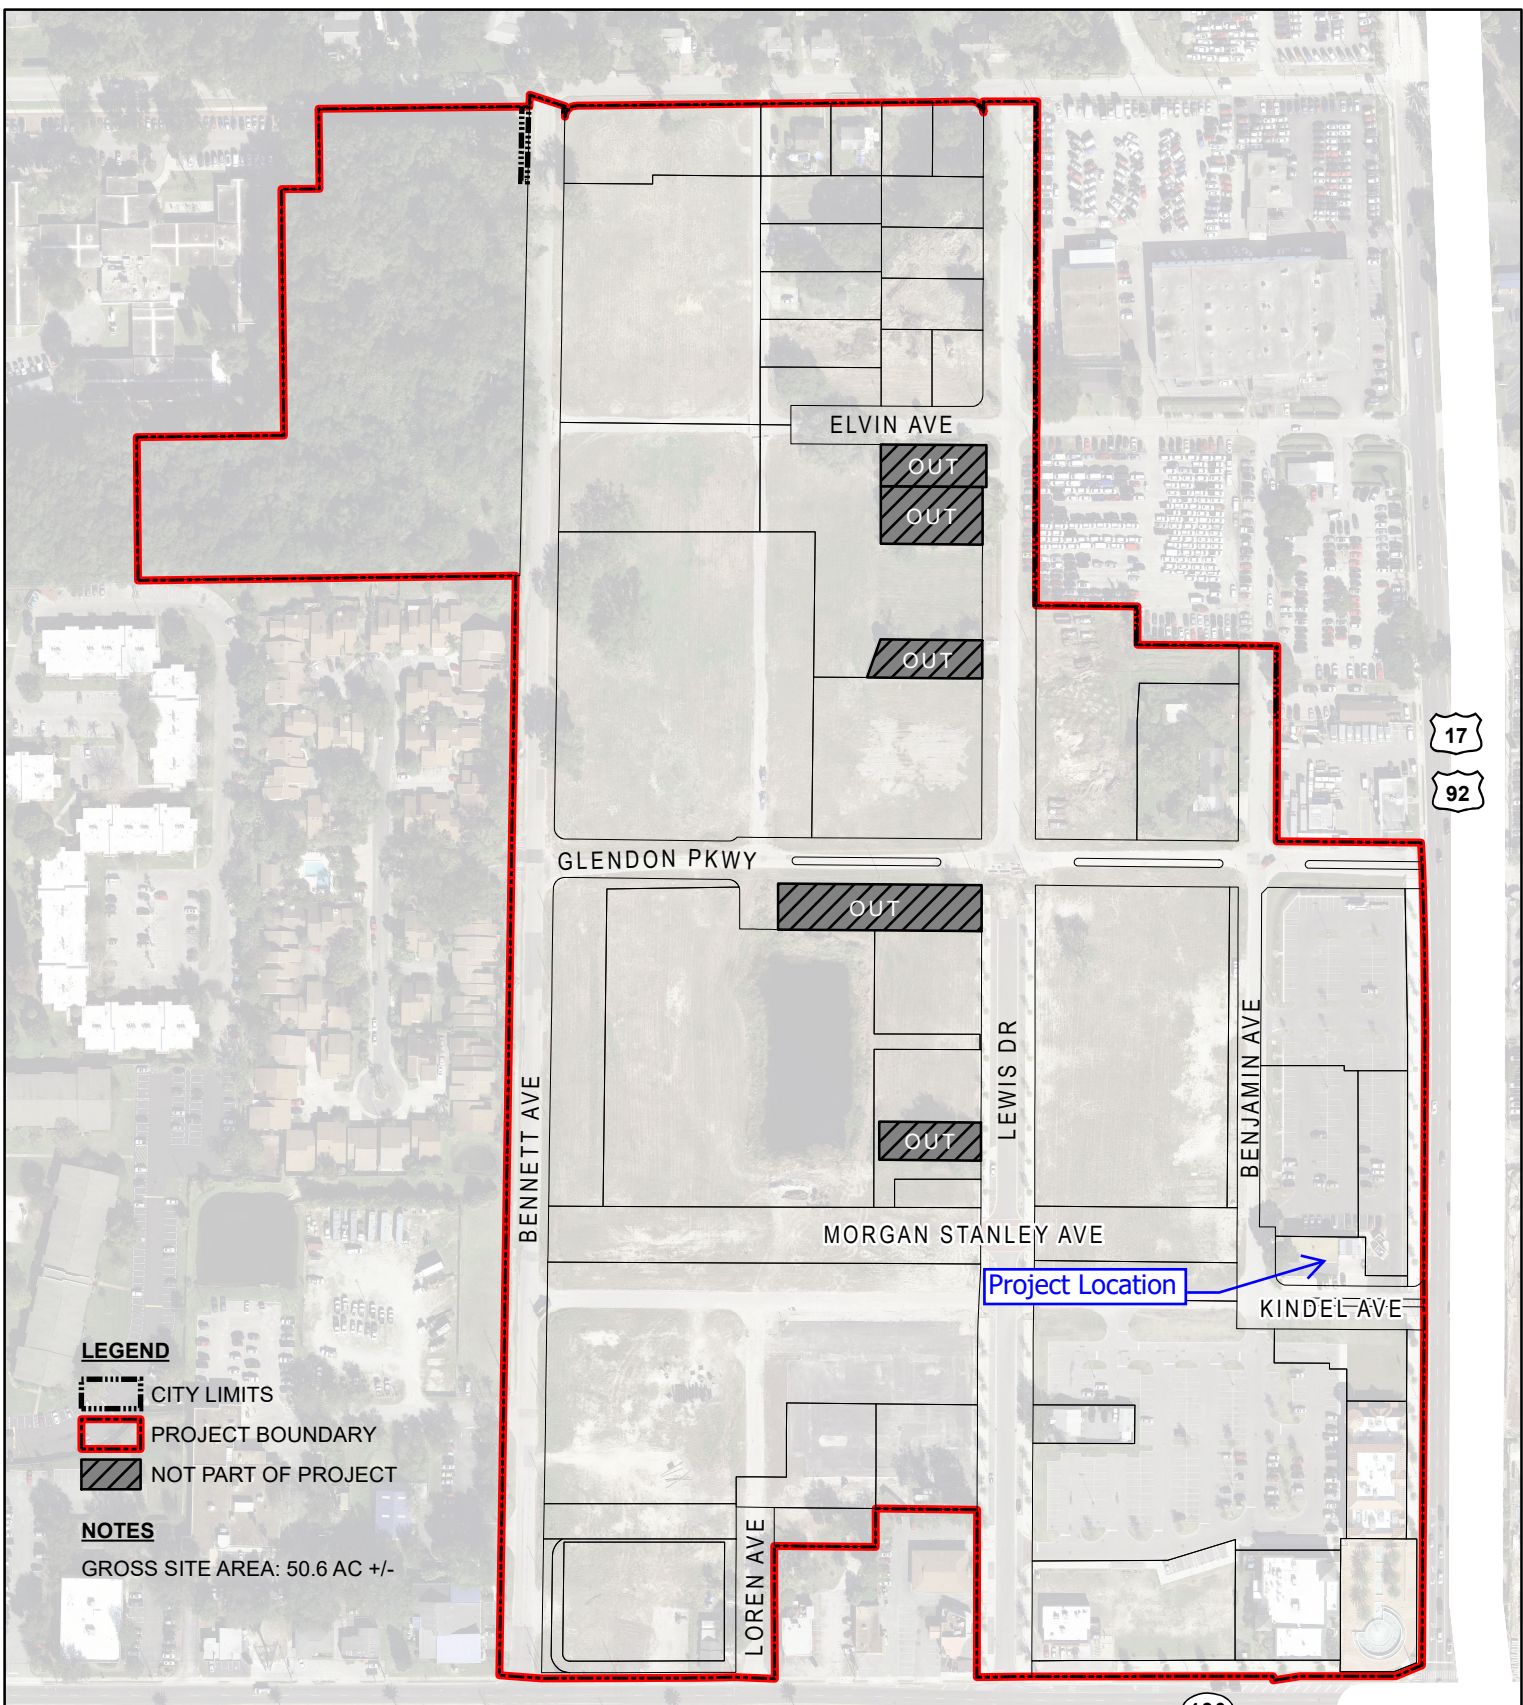 ELVIN AVE
OUT
OUT
OUT
17
92
GLENDON PKWY
OUT
BENNETT AVE
LEWIS DR
BENJAMIN AVE
OUT
MORGAN STANLEY AVE
Project Location
KINDEL AVE
LEGEND
CITY LIMITS
PROJECT BOUNDARY
NOT PART OF PROJECT
NOTES
GROSS SITE AREA: 50.6 AC +/-
LOREN AVE